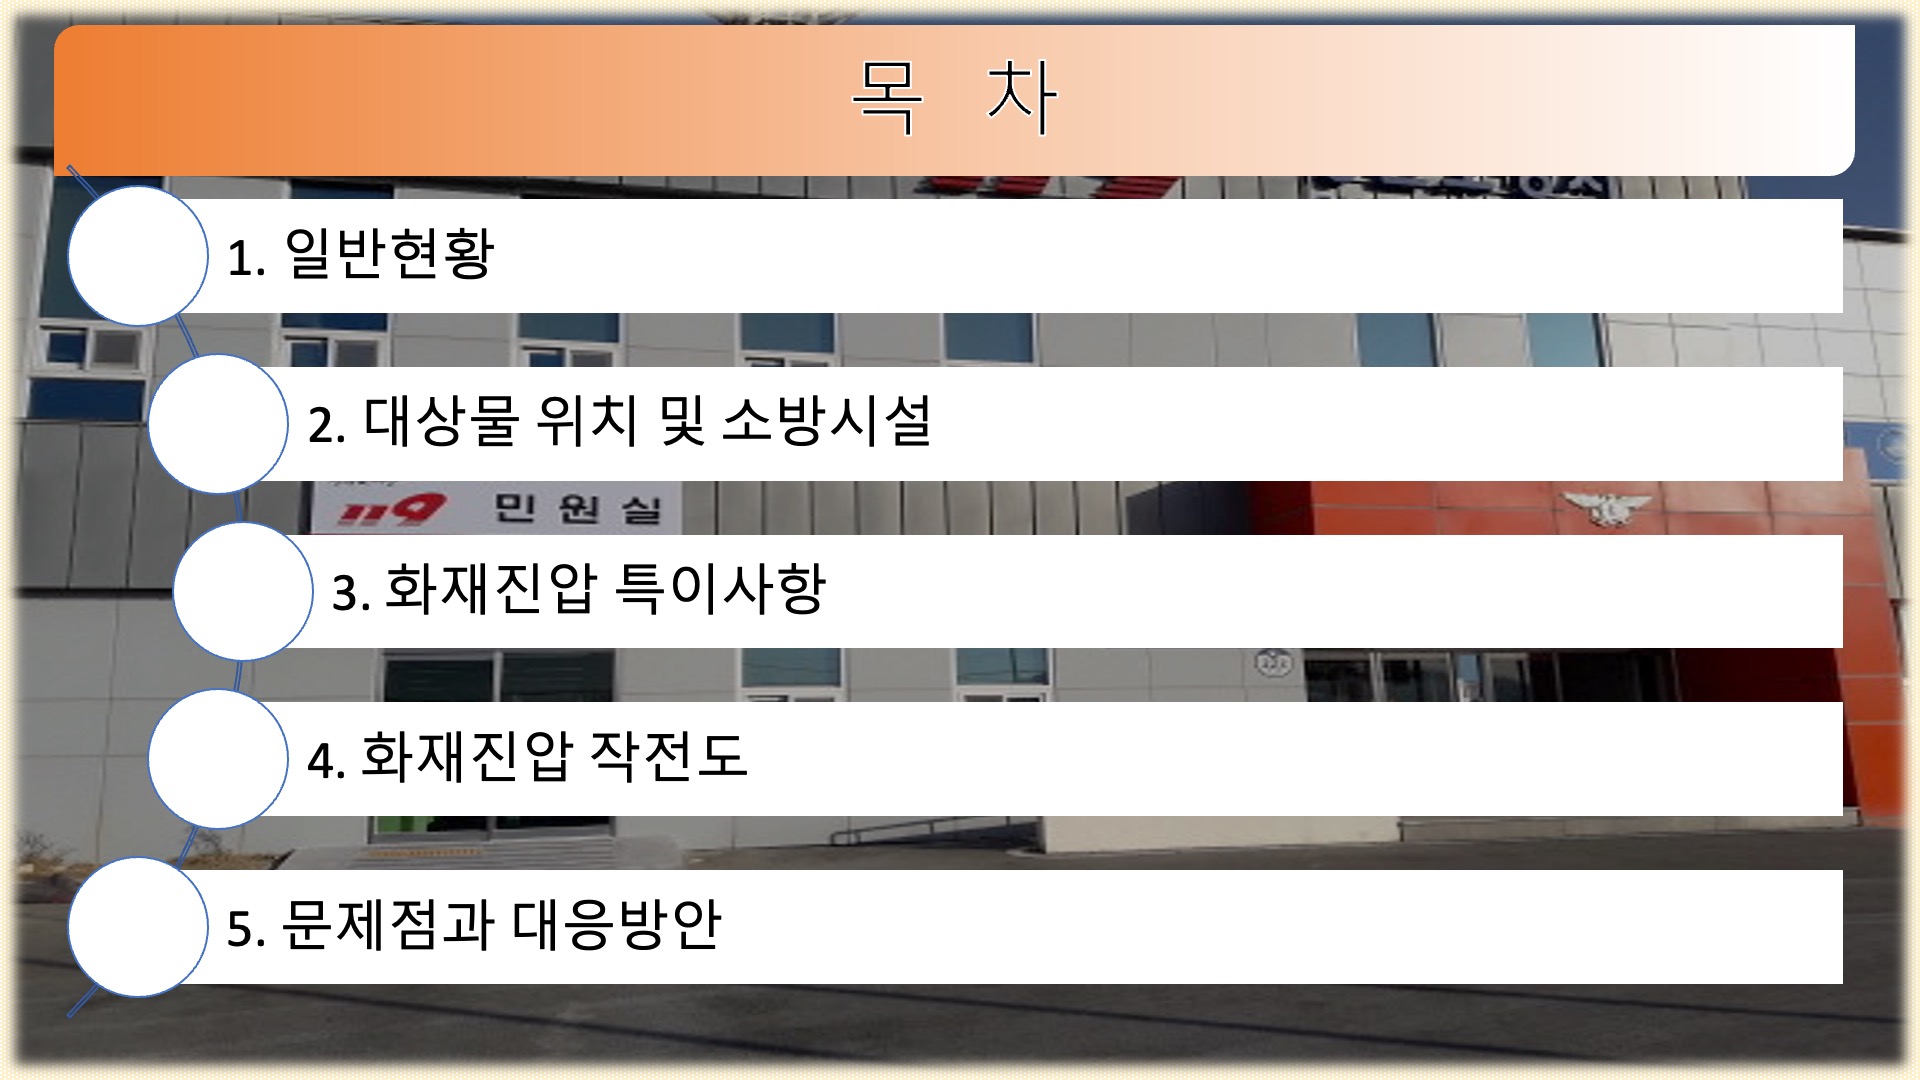 목 차
1. 일반현황
2. 대상물 위치 및 소방시설
119 민원실
3. 화재진압 특이사항
4. 화재진압 작전도
5. 문제점과 대응방안